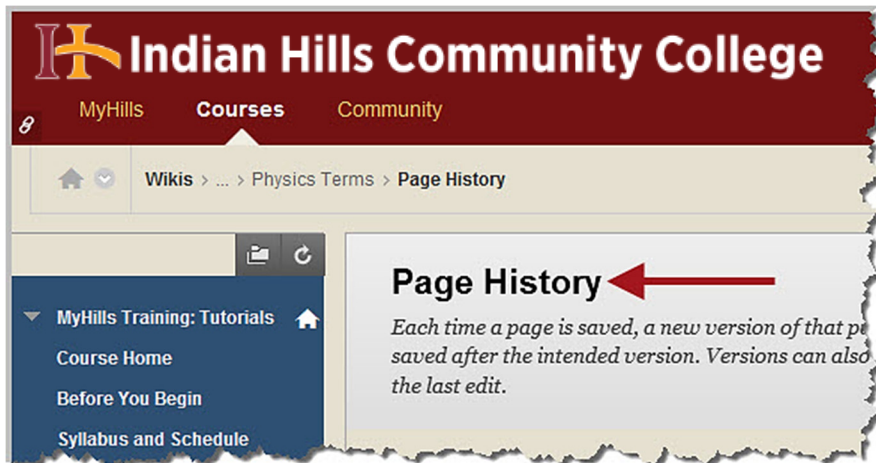 Indian Hills Community College
MyHills Courses Community
Wikis > ... > Physics Terms > Page History
Page History
Each time a page is saved, a new version of that
saved after the intended version. Versions can also
the last edit.
MyHills Training: Tutorials
Course Home
Before You Begin
Syllabus and Schedule